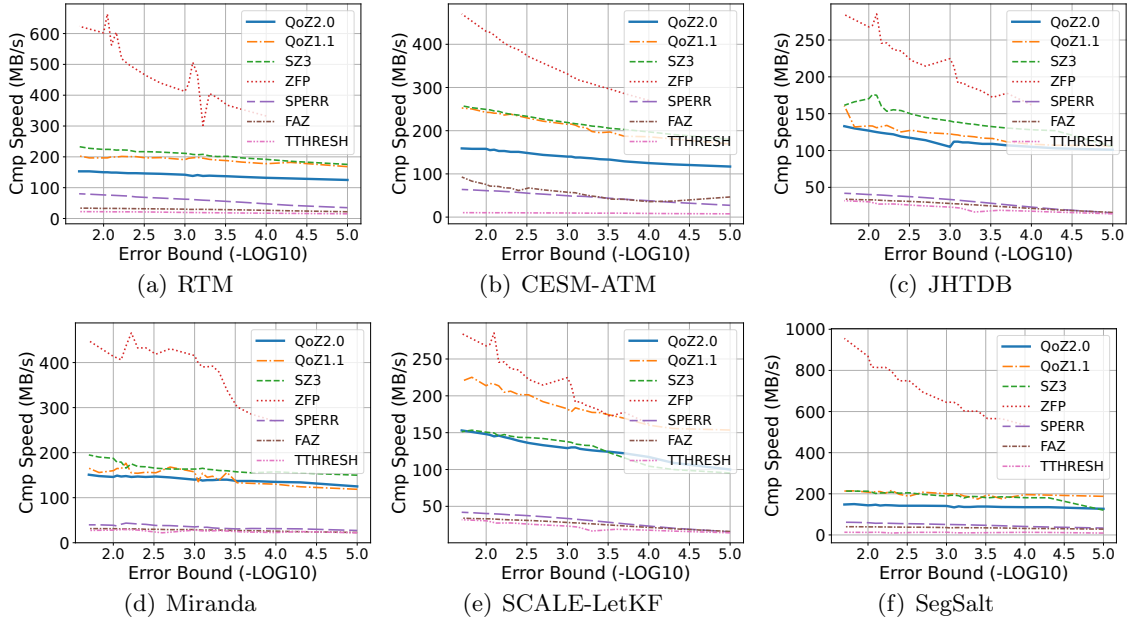 600
500
400
300
200
100
0
Cmp Speed (MB/s)
QoZ2.0
QoZ1.1
SZ3
ZFP
SPERR
FAZ
TTHRESH
2.0 2.5 3.0 3.5 4.0 4.5 5.0
Error Bound (-LOG10)
(a) RTM
400
300
200
100
0
Cmp Speed (MB/s)
QoZ2.0
QoZ1.1
SZ3
ZFP
SPERR
FAZ
TTHRESH
2.0 2.5 3.0 3.5 4.0 4.5 5.0
Error Bound (-LOG10)
(b) CESM-ATM
250
200
150
100
50
Cmp Speed (MB/s)
QoZ2.0
QoZ1.1
SZ3
ZFP
SPERR
FAZ
TTHRESH
2.0 2.5 3.0 3.5 4.0 4.5 5.0
Error Bound (-LOG10)
(c) JHTDB
400
300
200
100
0
Cmp Speed (MB/s)
QoZ2.0
QoZ1.1
SZ3
ZFP
SPERR
FAZ
TTHRESH
2.0 2.5 3.0 3.5 4.0 4.5 5.0
Error Bound (-LOG10)
(d) Miranda
250
200
150
100
50
Cmp Speed (MB/s)
QoZ2.0
QoZ1.1
SZ3
ZFP
SPERR
FAZ
TTHRESH
2.0 2.5 3.0 3.5 4.0 4.5 5.0
Error Bound (-LOG10)
(e) SCALE-LetKF
1000
800
600
400
200
0
Cmp Speed (MB/s)
QoZ2.0
QoZ1.1
SZ3
ZFP
SPERR
FAZ
TTHRESH
2.0 2.5 3.0 3.5 4.0 4.5 5.0
Error Bound (-LOG10)
(f) SegSalt